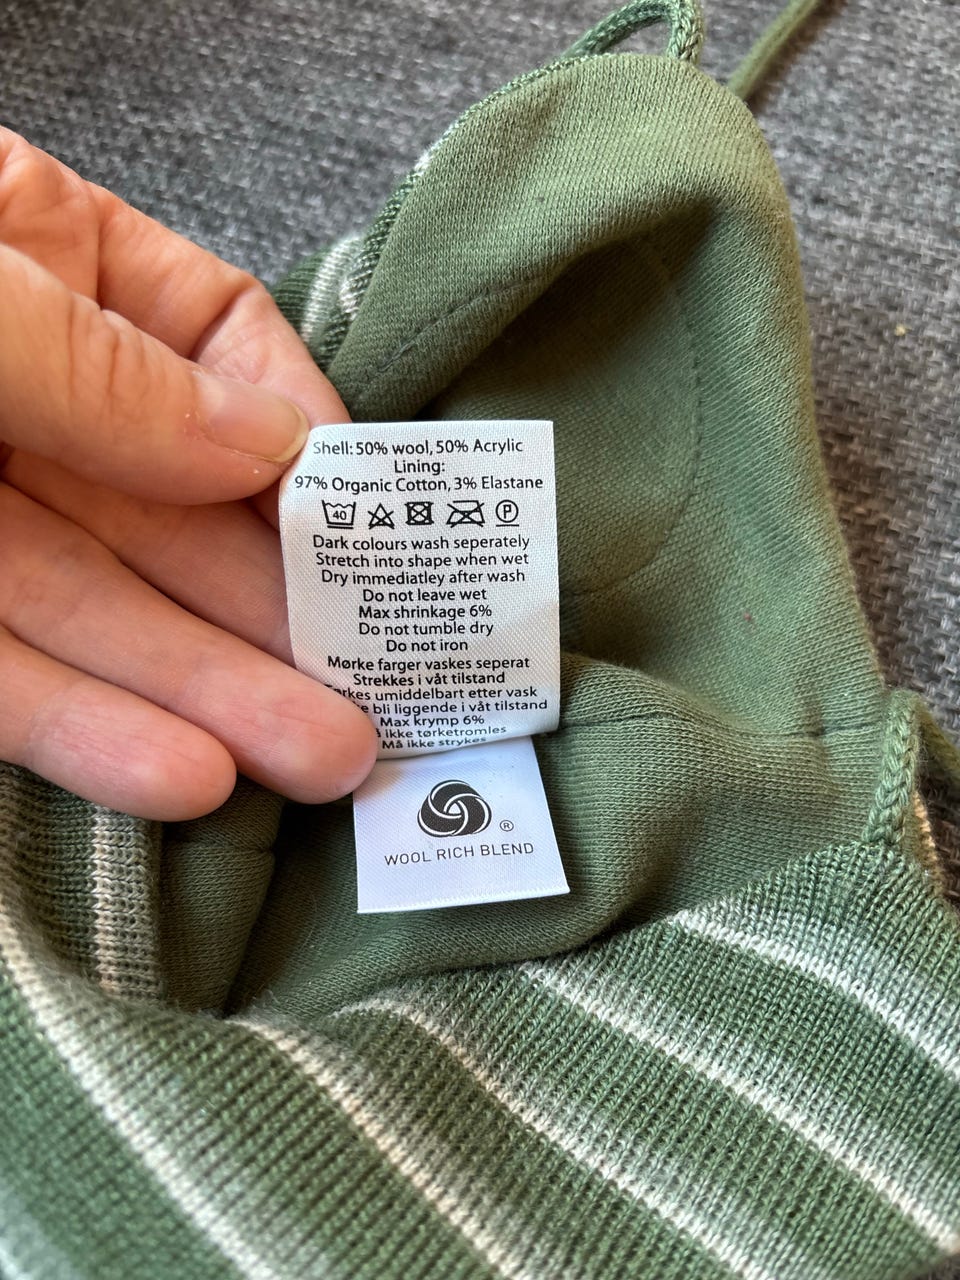 Shell: 50% wool, 50% Acrylic
Lining:
97% Organic Cotton, 3% Elastane
40 P
Dark colours wash seperately
Stretch into shape when wet
Dry immediatley after wash
Do not leave wet
Max shrinkage 6%
Do not tumble dry
Do not iron
Mørke farger vaskes seperat
Strekkes i våt tilstand
umiddelbart etter vask
bli liggende i våt tilstand
Max krymp 6%
ikke tørketromles
Må ikke strykes
®
WOOL RICH BLEND